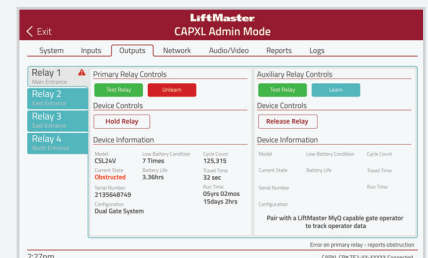 LiftMaster
Exit
CAPXL Admin Mode
System Inputs Outputs Network Audio/Video Reports Logs
Relay 1
Main Entrance
Relay 2
East Entrance
Relay 3
East Entrance
Relay 4
North Entrance
Primary Relay Controls
Test Relay Unlearn
Device Controls
Hold Relay
Device Information
Model Low Battery Condition Cycle Count
CSL24V 7 Times 125,315
Current State Battery Life Travel Time
Obstructed 3.36hrs 32 sec
Serial Number Run Time
2135648749 05yrs 02mos
15days 2hrs
Configuration
Dual Gate System
Auxiliary Relay Controls
Test Relay Learn
Device Controls
Release Relay
Device Information
Model Low Battery Condition Cycle Count
Current State Battery Life Travel Time
Serial Number Run Time
Configuration
Pair with a LiftMaster MyQ capable gate operator
to track operator data
Error on primary relay - reports obstruction
2:27pm
Connected